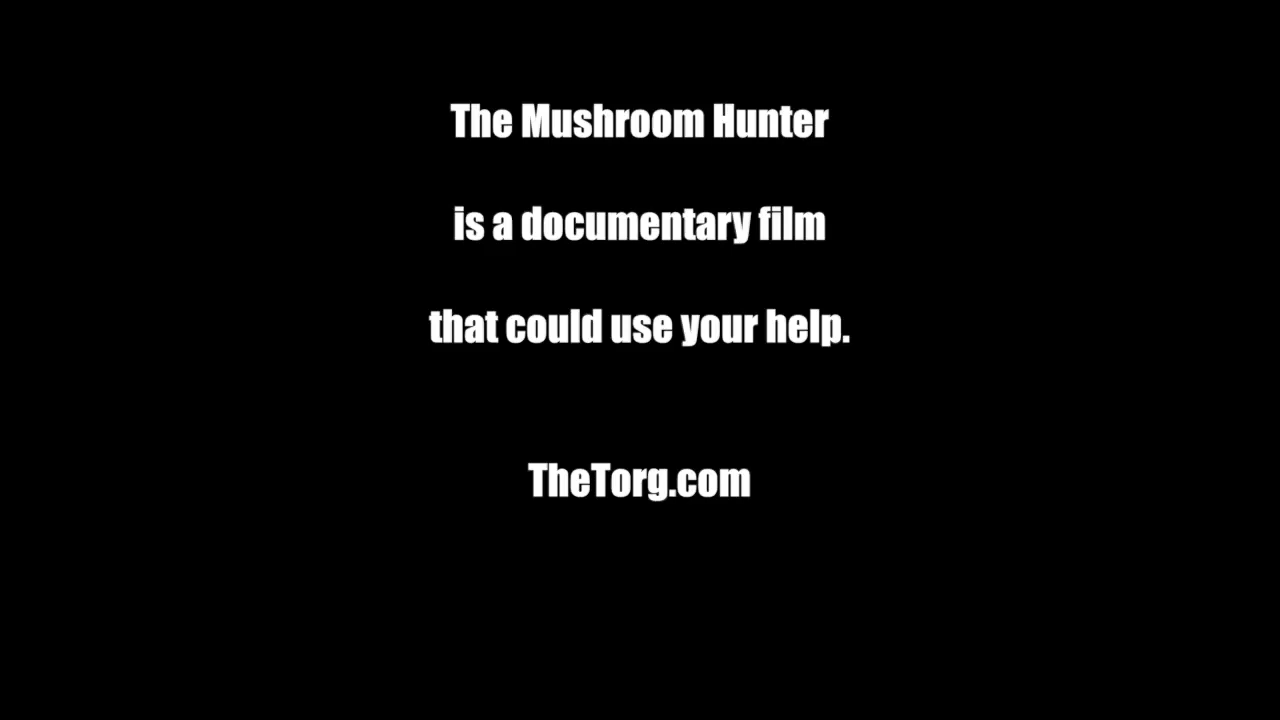 The Mushroom Hunter
is a documentary film
that could use your help.
TheTorg.com